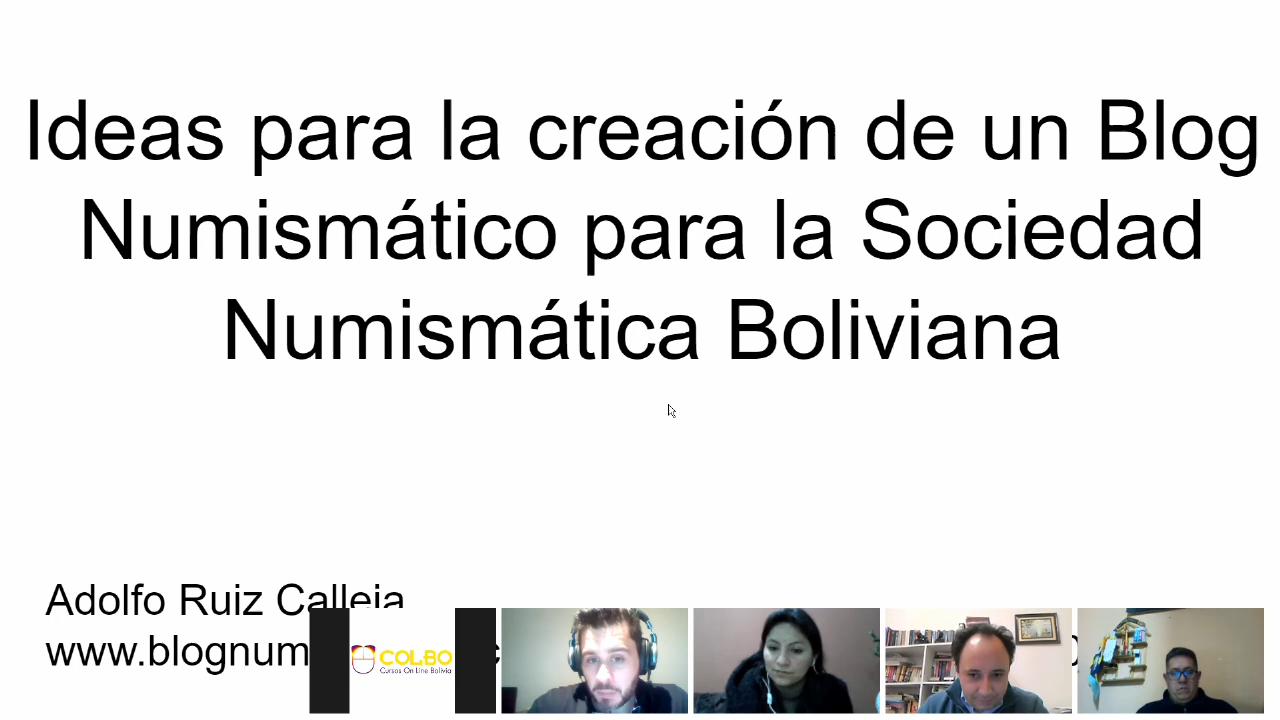 Ideas para la creación de un Blog
Numismático para la Sociedad
Numismática Boliviana
Adolfo Ruiz Calleja
www.blognum
COLBO
Cursos On Line Bolivia